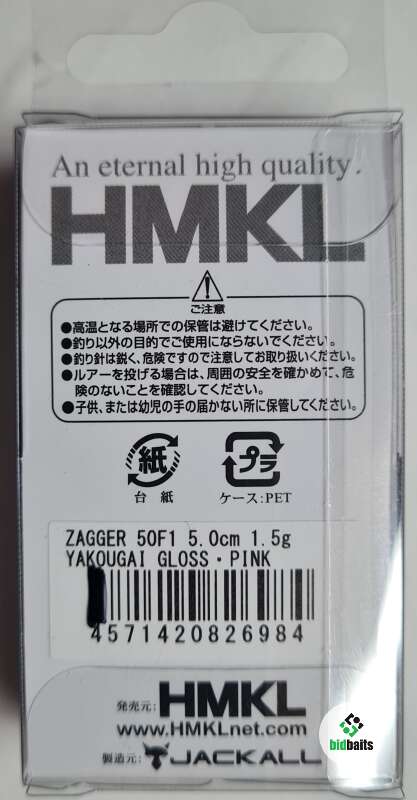 An eternal high quality.
HMKL
ご注意
●高温となる場所での保管は避けてください。
●釣り以外の目的でご使用にならないでください。
●釣り針は鋭く、危険ですので注意してお取り扱いください。
●ルアーを投げる場合は、周囲の安全を確かめて、危
険のないことを確認してください。
●子供、または幼児の手の届かない所に保管してください。
紙 プラ
台紙 ケース:PET
ZAGGER 50F1 5.0cm 1.5g
YAKOUGAI GLOSS・PINK
4571420826984
発売元: HMKL
www.HMKLnet.com
製造元: JACKALL
bidbaits